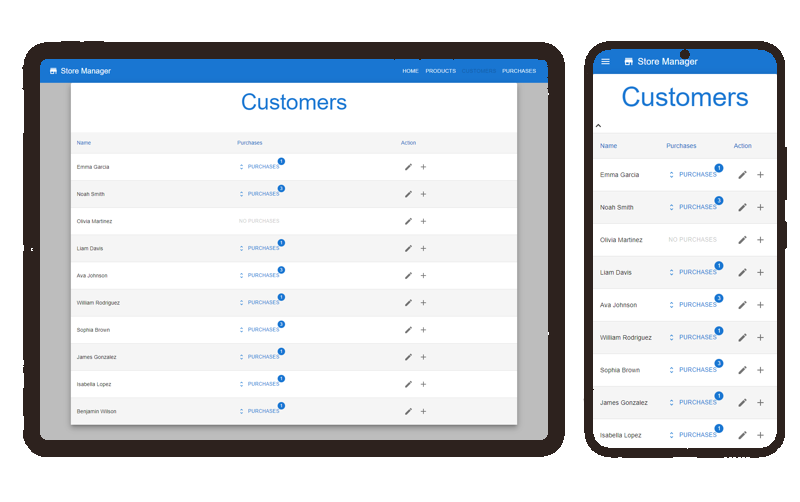 Store Manager
HOME PRODUCTS CUSTOMERS PURCHASES
Customers
Name Purchases Action
Emma Garcia PURCHASES 1
Noah Smith PURCHASES 3
Olivia Martinez NO PURCHASES
Liam Davis PURCHASES 1
Ava Johnson PURCHASES 3
William Rodriguez PURCHASES 1
Sophia Brown PURCHASES 3
James Gonzalez PURCHASES 1
Isabella Lopez PURCHASES 1
Benjamin Wilson PURCHASES 1
Store Manager
Customers
Name Purchases Action
Emma Garcia PURCHASES 1
Noah Smith PURCHASES 3
Olivia Martinez NO PURCHASES
Liam Davis PURCHASES 1
Ava Johnson PURCHASES 3
William Rodriguez PURCHASES 1
Sophia Brown PURCHASES 3
James Gonzalez PURCHASES 1
Isabella Lopez PURCHASES 1